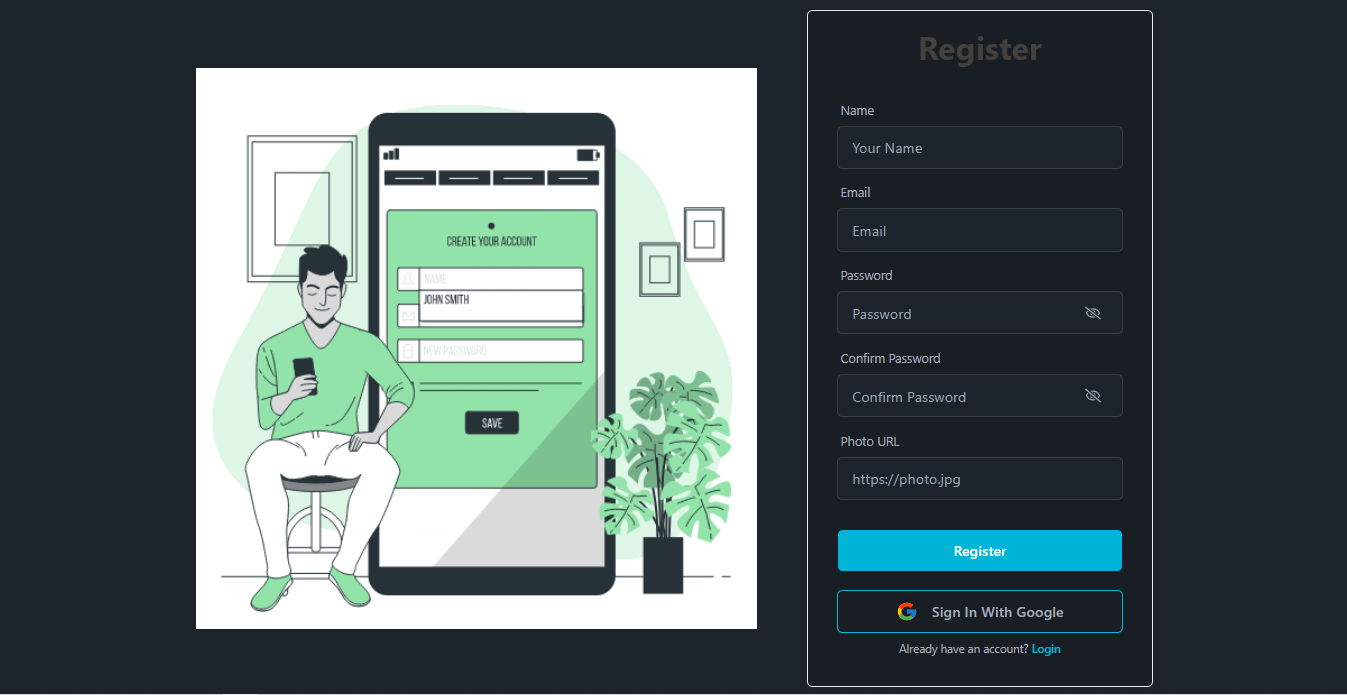 CREATE YOUR ACCOUNT
NAME
JOHN SMITH
NEW PASSWORD
SAVE
Register
Name
Your Name
Email
Email
Password
Password
Confirm Password
Confirm Password
Photo URL
https://photo.jpg
Register
Sign In With Google
Already have an account? Login